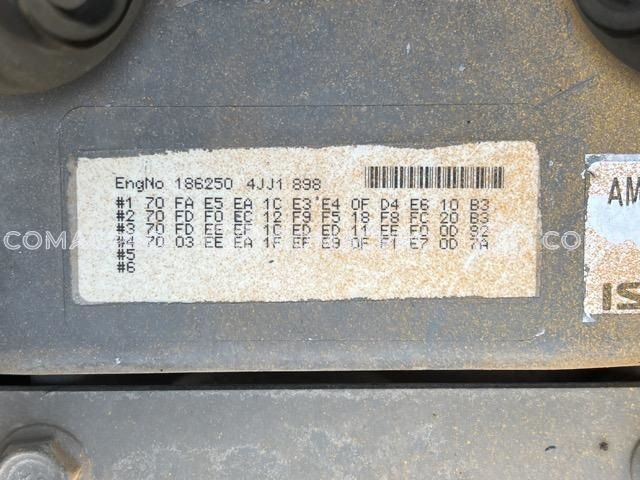 EngNo 186250 4JJ1 898
#1 70 FA E5 EA 1C E3 E4 0F D4 E6 10 B3
#2 70 FD F0 EC 12 F9 F5 18 F8 FC 20 B3
#3 70 FD EE EF 1C ED ED 11 EE F0 0D 92
#4 70 03 EE EA 1F EF E9 0F F1 E7 0D 7A
#5
#6
AM